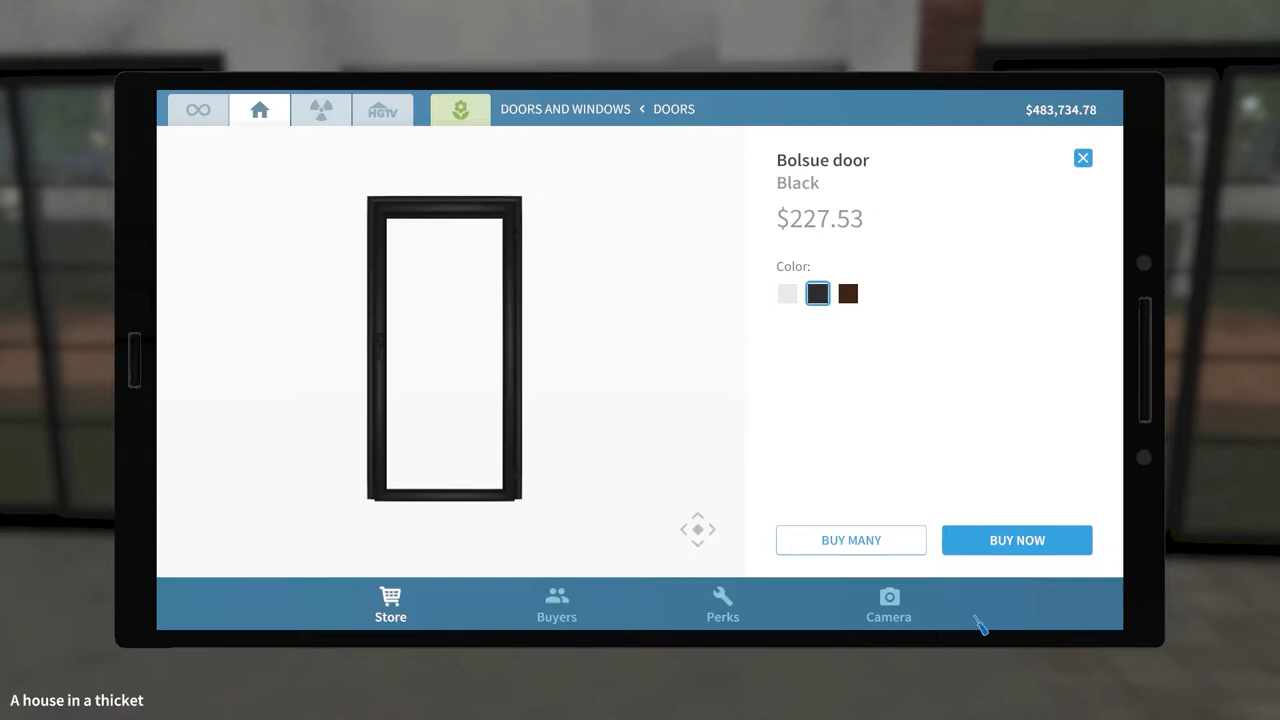 HGTV
DOORS AND WINDOWS < DOORS
$483,734.78
Bolsue door
Black
$227.53
Color:
BUY MANY
BUY NOW
Store
Buyers
Perks
Camera
A house in a thicket